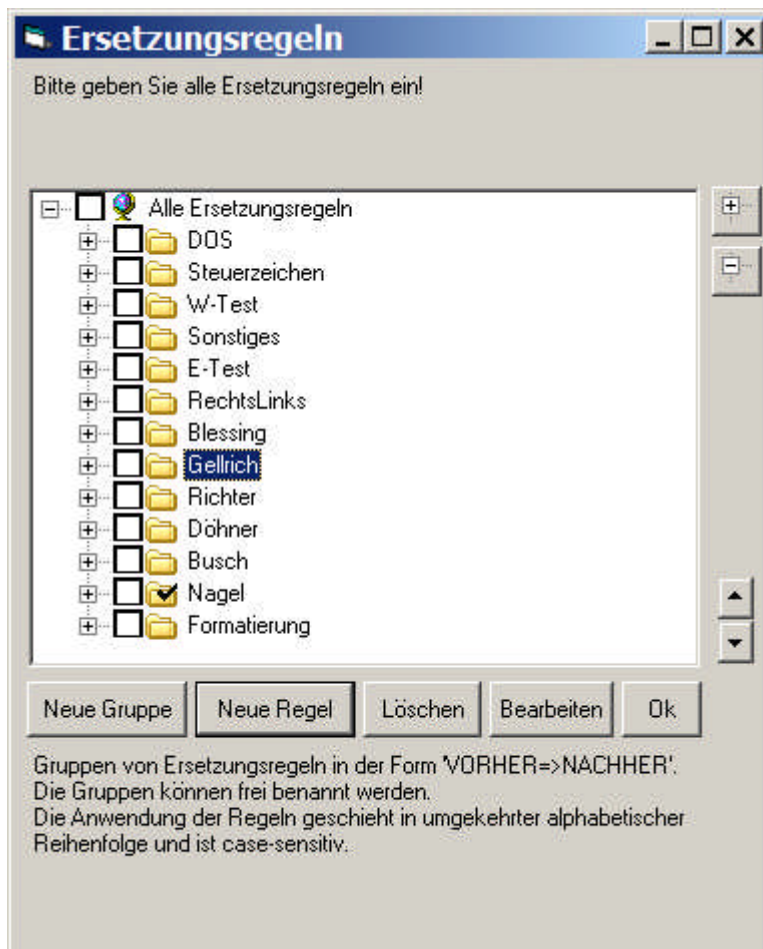 Ersetzungsregeln
Bitte geben Sie alle Ersetzungsregeln ein!
Alle Ersetzungsregeln
DOS
Steuerzeichen
W-Test
Sonstiges
E-Test
RechtsLinks
Blessing
Gellrich
Richter
Döhner
Busch
Nagel
Formatierung
Neue Gruppe Neue Regel Löschen Bearbeiten Ok
Gruppen von Ersetzungsregeln in der Form 'VORHER=>NACHHER'.
Die Gruppen können frei benannt werden.
Die Anwendung der Regeln geschieht in umgekehrter alphabetischer
Reihenfolge und ist case-sensitiv.